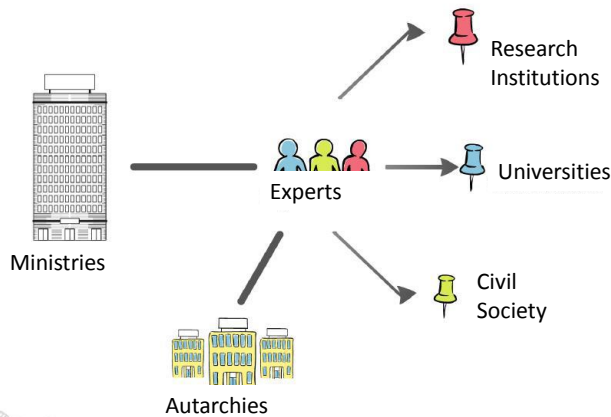 Research
Institutions
Experts
Universities
Ministries
Civil
Society
Autarchies